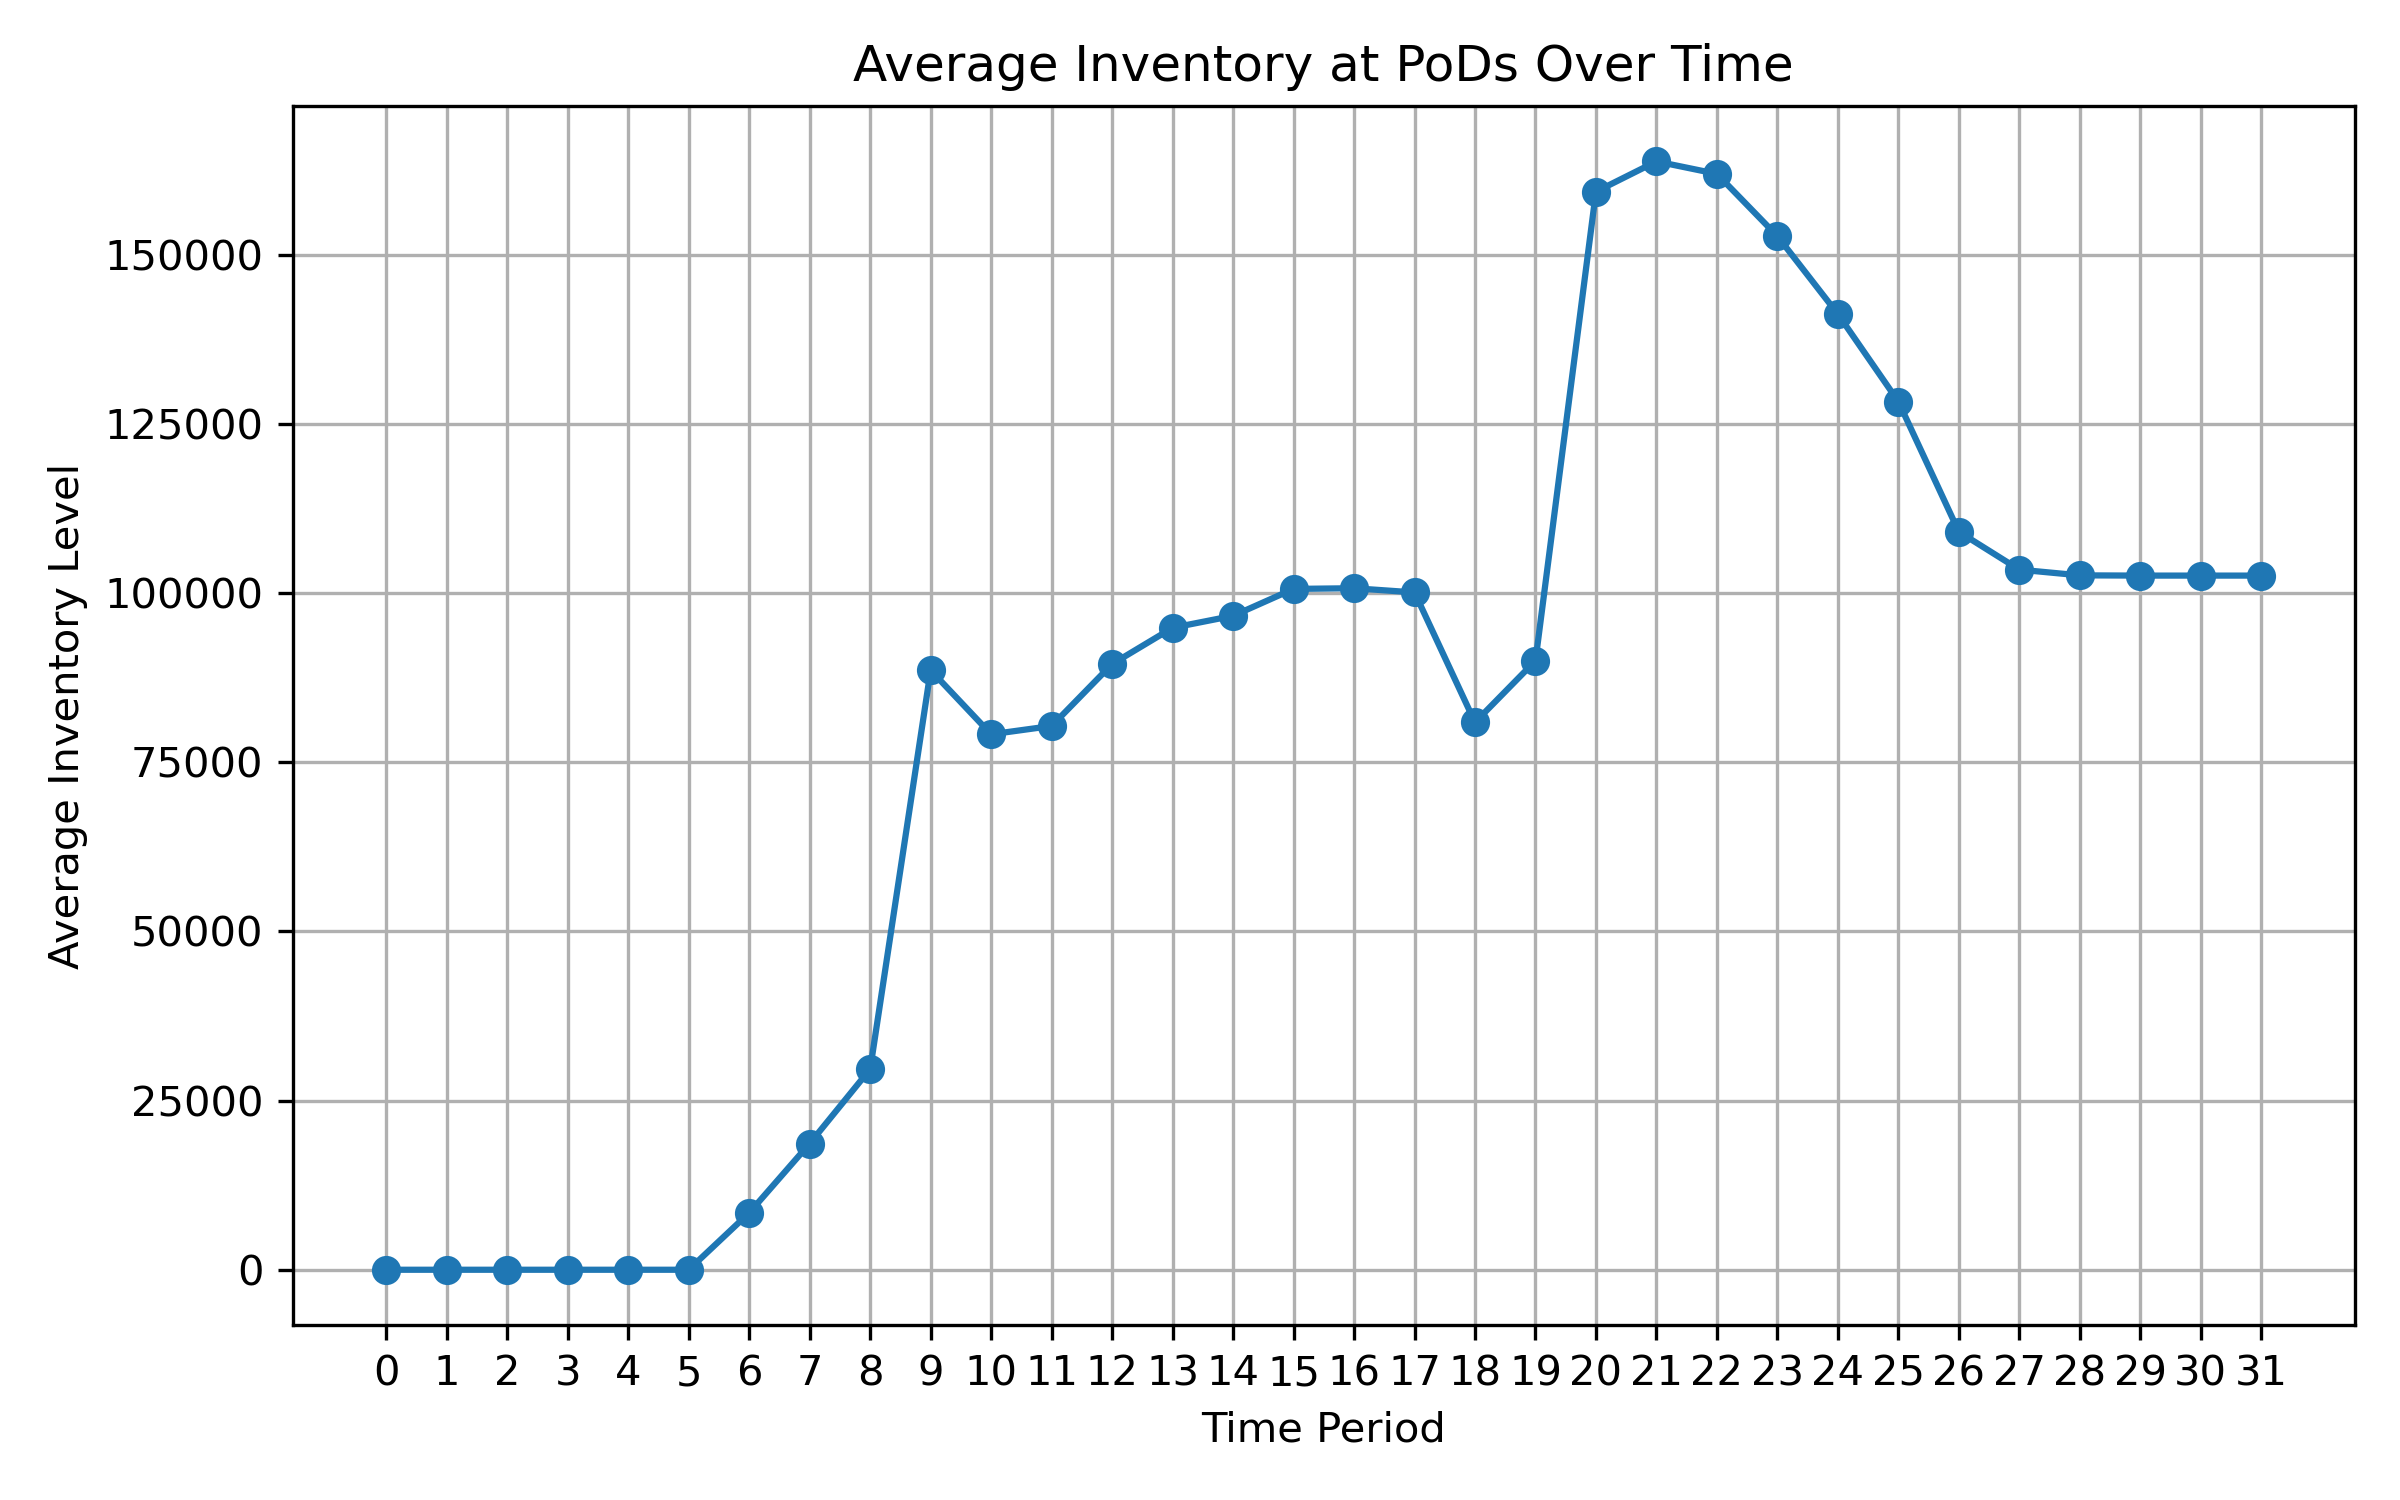 Average Inventory at PoDs Over Time
Average Inventory Level
150000
125000
100000
75000
50000
25000
0
0 1 2 3 4 5 6 7 8 9 10 11 12 13 14 15 16 17 18 19 20 21 22 23 24 25 26 27 28 29 30 31
Time Period